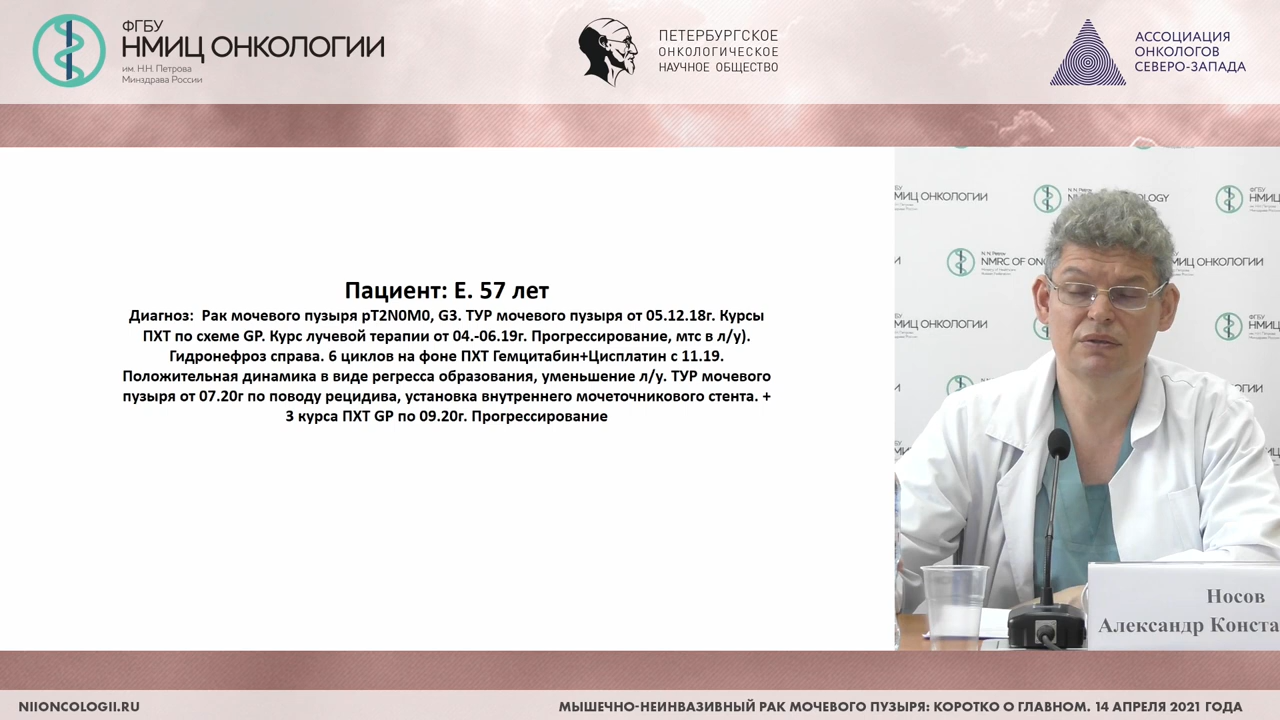 ФГБУ
НМИЦ ОНКОЛОГИИ
им. Н.Н. Петрова
Минздрава России
ПЕТЕРБУРГСКОЕ
ОНКОЛОГИЧЕСКОЕ
НАУЧНОЕ ОБЩЕСТВО
АССОЦИАЦИЯ
ОНКОЛОГОВ
СЕВЕРО-ЗАПАДА
Пациент: Е. 57 лет
Диагноз: Рак мочевого пузыря pT2N0M0, G3. ТУР мочевого пузыря от 05.12.18г. Курсы
ПХТ по схеме GP. Курс лучевой терапии от 04.-06.19г. Прогрессирование, мтс в л/у).
Гидронефроз справа. 6 циклов на фоне ПХТ Гемцитабин+Цисплатин с 11.19.
Положительная динамика в виде регресса образования, уменьшение л/у. ТУР мочевого
пузыря от 07.20г по поводу рецидива, установка внутреннего мочеточникового стента. +
3 курса ПХТ GP по 09.20г. Прогрессирование
НМИЦ ОНКОЛОГИИ
NMRC OF ONC
МИЦ ОНКОЛОГИИ
Носов
Александр Конста
NIIONCOLOGII.RU
МЫШЕЧНО-НЕИНВАЗИВНЫЙ РАК МОЧЕВОГО ПУЗЫРЯ: КОРОТКО О ГЛАВНОМ. 14 АПРЕЛЯ 2021 ГОДА